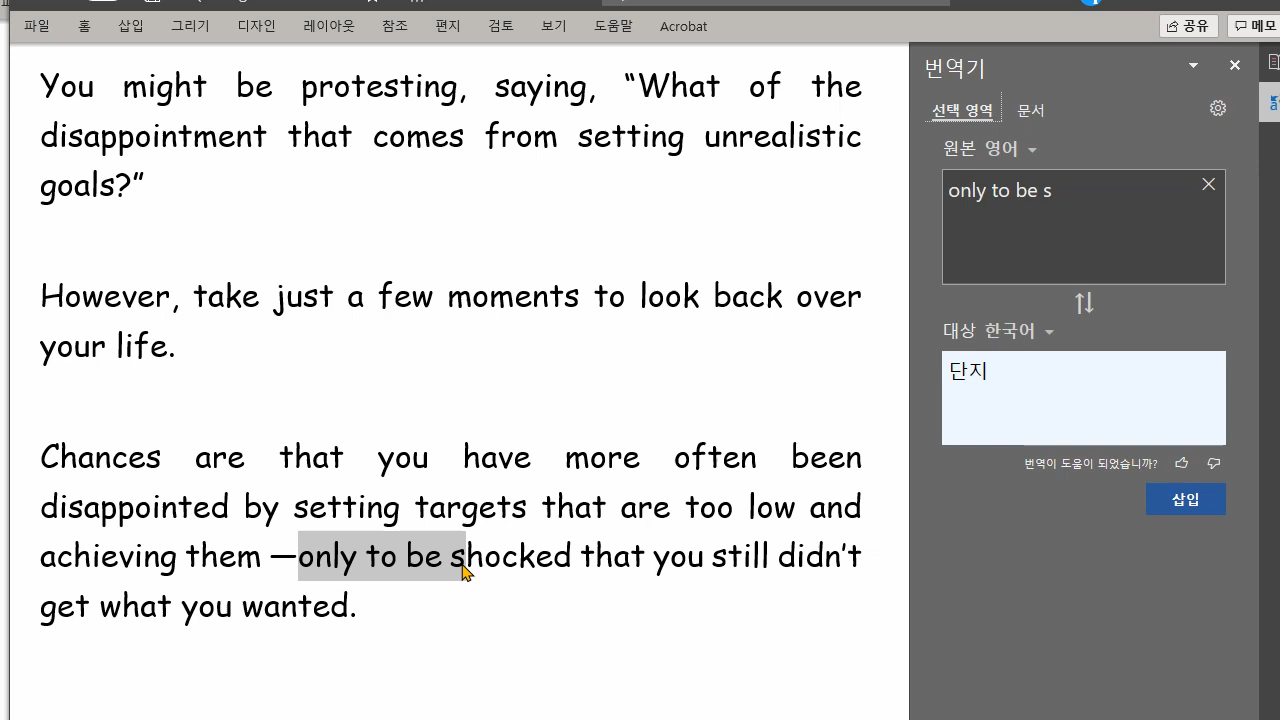 파일 홈 삽입 그리기 디자인 레이아웃 참조 편지 검토 보기 도움말 Acrobat 공유 메모
You might be protesting, saying, “What of the
disappointment that comes from setting unrealistic
goals?”
However, take just a few moments to look back over
your life.
Chances are that you have more often been
disappointed by setting targets that are too low and
achieving them —only to be shocked that you still didn’t
get what you wanted.
번역기
선택 영역 문서
원본 영어
only to be s
대상 한국어
단지
번역이 도움이 되었습니까?
삽입